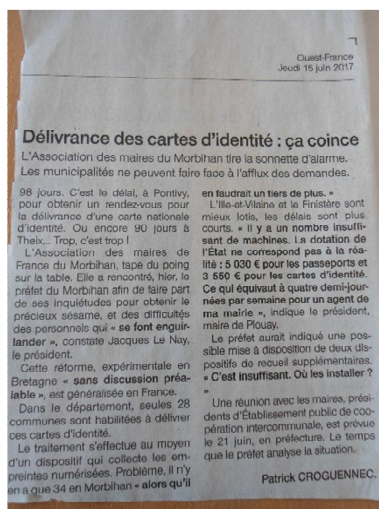 Ouest-France
Jeudi 15 juin 2017
Délivrance des cartes d'identité : ça coince
L'Association des maires du Morbihan tire la sonnette d'alarme.
Les municipalités ne peuvent faire face à l'afflux des demandes.
98 jours. C'est le délai, à Pontivy,
pour obtenir un rendez-vous pour
la délivrance d'une carte nationale
d'identité. Ou encore 90 jours à
Theix... Trop, c'est trop !
L'Association des maires de
France du Morbihan, tape du poing
sur la table. Elle a rencontré, hier, le
préfet du Morbihan afin de faire part
de ses inquiétudes pour obtenir le
précieux sésame, et des difficultés
des personnels qui « se font enguir-
lander », constate Jacques Le Nay,
le président.
Cette réforme, expérimentale en
Bretagne « sans discussion préa-
lable », est généralisée en France.
Dans le département, seules 28
communes sont habilitées à délivrer
ces cartes d'identité.
Le traitement s'effectue au moyen
d'un dispositif qui collecte les em-
preintes numérisées. Problème, il n'y
en a que 34 en Morbihan « alors qu'il
en faudrait un tiers de plus. »
L'Ille-et-Vilaine et le Finistère sont
mieux lotis, les délais sont plus
courts. « Il y a un nombre insuffi-
sant de machines. La dotation de
l'État ne correspond pas à la réa-
lité : 5 030 € pour les passeports et
3 550 € pour les cartes d'identité.
Ce qui équivaut à quatre demi-jour-
nées par semaine pour un agent de
ma mairie », indique le président,
maire de Plouay.
Le préfet aurait indiqué une pos-
sible mise à disposition de deux dis-
positifs de recueil supplémentaires.
« C'est insuffisant. Où les installer ?
»
Une réunion avec les maires, prési-
dents d'Établissement public de coo-
pération intercommunale, est prévue
le 21 juin, en préfecture. Le temps
que le préfet analyse la situation.
Patrick CROGUENNEC.